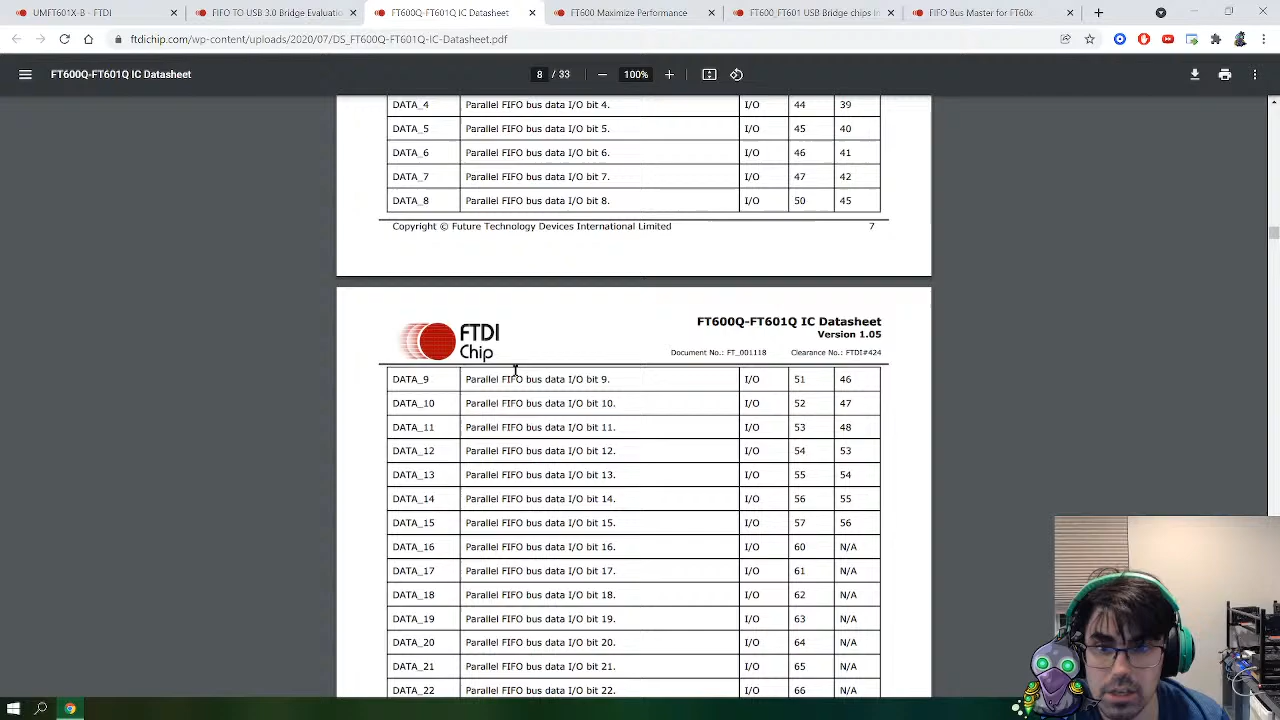 UMFT601X-B - FTDI
FIFO TO USB 3.0 Bridge Evaluatio
FT600Q-FT601Q IC Datasheet
FT600 Maximize Performance
FT600_FT601 USB Bridge chips in
FIFO Bus Master for FT60x
ftdichip.com/wp-content/uploads/2020/07/DS_FT600Q-FT601Q-IC-Datasheet.pdf
FT600Q-FT601Q IC Datasheet
8 / 33
100%
DATA_4 Parallel FIFO bus data I/O bit 4. I/O 44 39
DATA_5 Parallel FIFO bus data I/O bit 5. I/O 45 40
DATA_6 Parallel FIFO bus data I/O bit 6. I/O 46 41
DATA_7 Parallel FIFO bus data I/O bit 7. I/O 47 42
DATA_8 Parallel FIFO bus data I/O bit 8. I/O 50 45
Copyright © Future Technology Devices International Limited 7
FTDI
Chip
FT600Q-FT601Q IC Datasheet
Version 1.05
Document No.: FT_001118 Clearance No.: FTDI#424
DATA_9 Parallel FIFO bus data I/O bit 9. I/O 51 46
DATA_10 Parallel FIFO bus data I/O bit 10. I/O 52 47
DATA_11 Parallel FIFO bus data I/O bit 11. I/O 53 48
DATA_12 Parallel FIFO bus data I/O bit 12. I/O 54 53
DATA_13 Parallel FIFO bus data I/O bit 13. I/O 55 54
DATA_14 Parallel FIFO bus data I/O bit 14. I/O 56 55
DATA_15 Parallel FIFO bus data I/O bit 15. I/O 57 56
DATA_16 Parallel FIFO bus data I/O bit 16. I/O 60 N/A
DATA_17 Parallel FIFO bus data I/O bit 17. I/O 61 N/A
DATA_18 Parallel FIFO bus data I/O bit 18. I/O 62 N/A
DATA_19 Parallel FIFO bus data I/O bit 19. I/O 63 N/A
DATA_20 Parallel FIFO bus data I/O bit 20. I/O 64 N/A
DATA_21 Parallel FIFO bus data I/O bit 21. I/O 65 N/A
DATA_22 Parallel FIFO bus data I/O bit 22. I/O 66 N/A